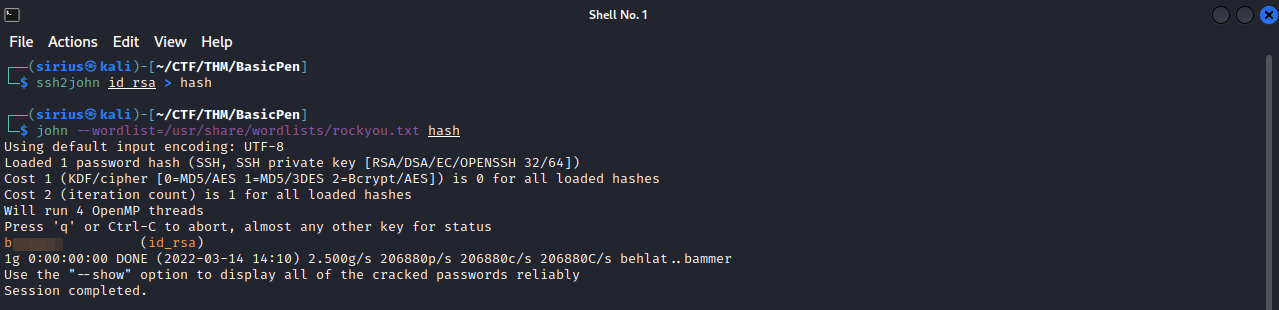 Shell No. 1
File Actions Edit View Help
┌──(sirius㉿kali)-[~/CTF/THM/BasicPen]
└─$ ssh2john id_rsa > hash
┌──(sirius㉿kali)-[~/CTF/THM/BasicPen]
└─$ john --wordlist=/usr/share/wordlists/rockyou.txt hash
Using default input encoding: UTF-8
Loaded 1 password hash (SSH, SSH private key [RSA/DSA/EC/OPENSSH 32/64])
Cost 1 (KDF/cipher [0=MD5/AES 1=MD5/3DES 2=Bcrypt/AES]) is 0 for all loaded hashes
Cost 2 (iteration count) is 1 for all loaded hashes
Will run 4 OpenMP threads
Press 'q' or Ctrl-C to abort, almost any other key for status
(id_rsa)
1g 0:00:00:00 DONE (2022-03-14 14:10) 2.500g/s 206880p/s 206880c/s 206880C/s behlat..bammer
Use the "--show" option to display all of the cracked passwords reliably
Session completed.